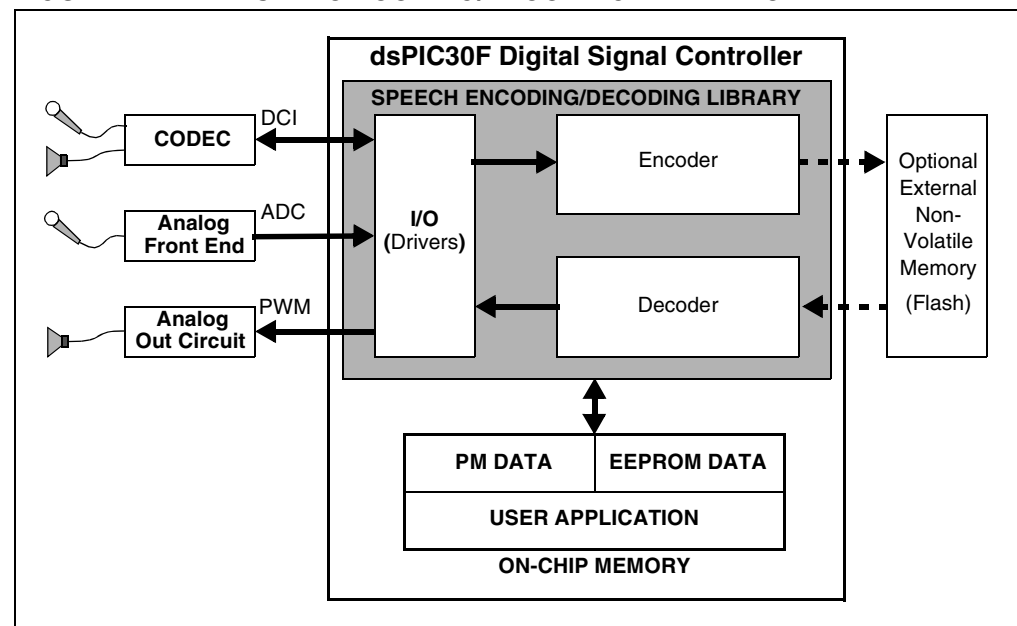 dsPIC30F Digital Signal Controller
SPEECH ENCODING/DECODING LIBRARY
DCI
CODEC
ADC
Analog
Front End
PWM
Analog
Out Circuit
I/O
(Drivers)
Encoder
Decoder
Optional
External
Non-
Volatile
Memory
(Flash)
PM DATA
EEPROM DATA
USER APPLICATION
ON-CHIP MEMORY